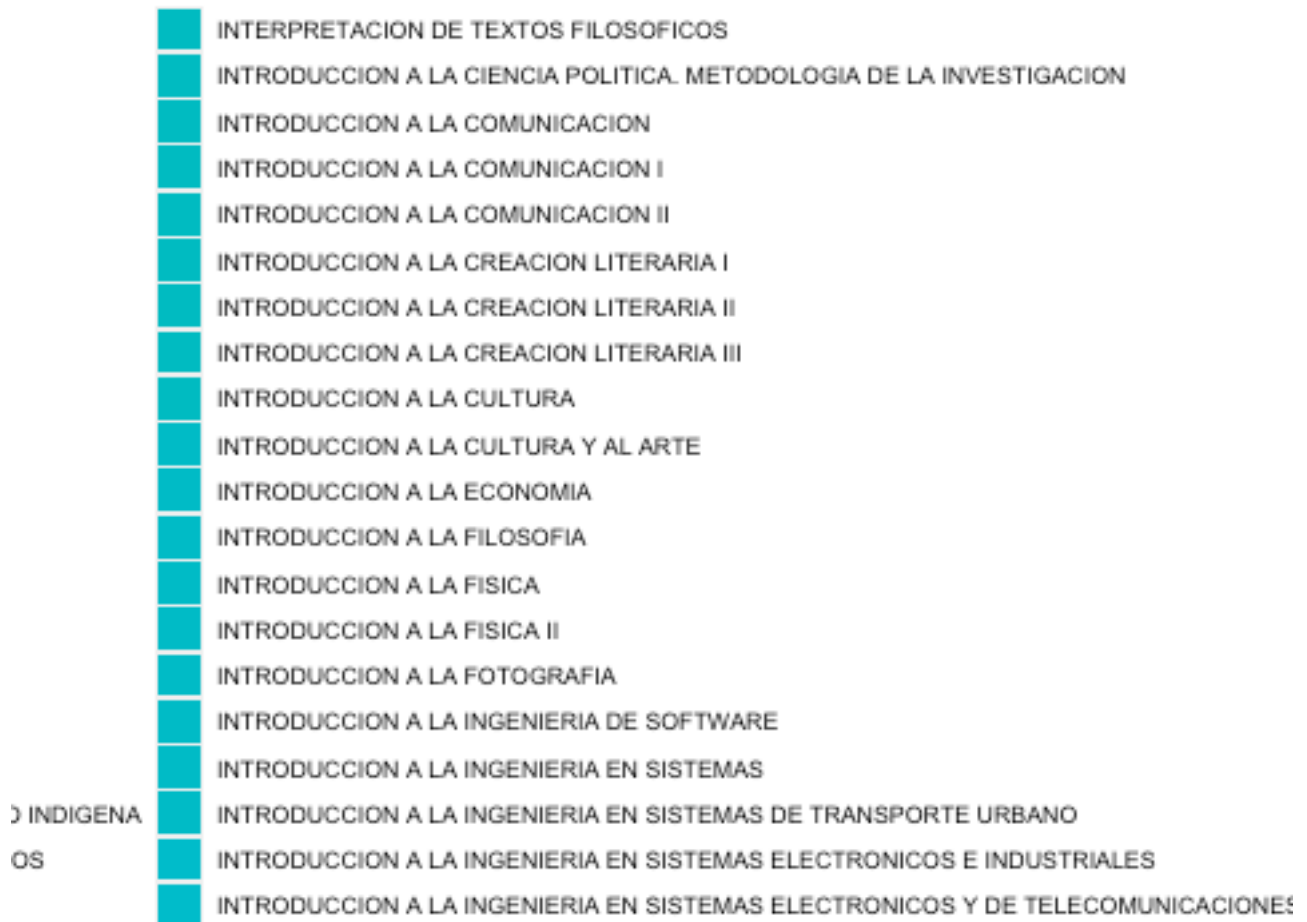 INTERPRETACION DE TEXTOS FILOSOFICOS
INTRODUCCION A LA CIENCIA POLITICA. METODOLOGIA DE LA INVESTIGACION
INTRODUCCION A LA COMUNICACION
INTRODUCCION A LA COMUNICACION I
INTRODUCCION A LA COMUNICACION II
INTRODUCCION A LA CREACION LITERARIA I
INTRODUCCION A LA CREACION LITERARIA II
INTRODUCCION A LA CREACION LITERARIA III
INTRODUCCION A LA CULTURA
INTRODUCCION A LA CULTURA Y AL ARTE
INTRODUCCION A LA ECONOMIA
INTRODUCCION A LA FILOSOFIA
INTRODUCCION A LA FISICA
INTRODUCCION A LA FISICA II
INTRODUCCION A LA FOTOGRAFIA
INTRODUCCION A LA INGENIERIA DE SOFTWARE
INTRODUCCION A LA INGENIERIA EN SISTEMAS
INDIGENA INTRODUCCION A LA INGENIERIA EN SISTEMAS DE TRANSPORTE URBANO
OS INTRODUCCION A LA INGENIERIA EN SISTEMAS ELECTRONICOS E INDUSTRIALES
INTRODUCCION A LA INGENIERIA EN SISTEMAS ELECTRONICOS Y DE TELECOMUNICACIONES